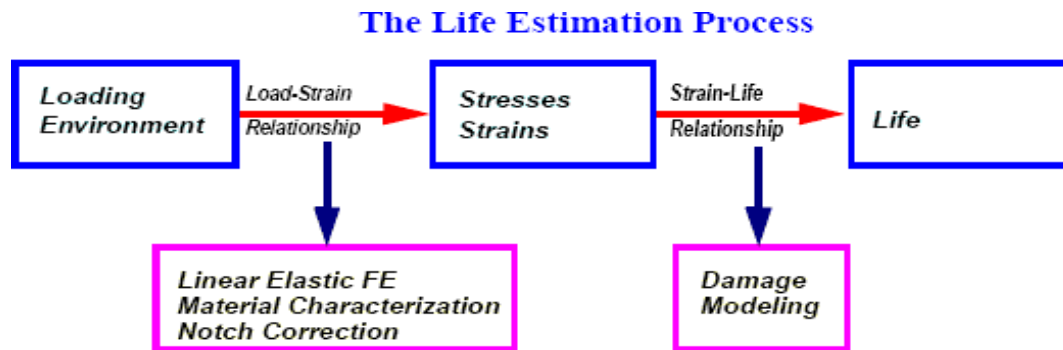 The Life Estimation Process
Loading
Environment
Load-Strain
Relationship
Stresses
Strains
Strain-Life
Relationship
Life
Linear Elastic FE
Material Characterization
Notch Correction
Damage
Modeling